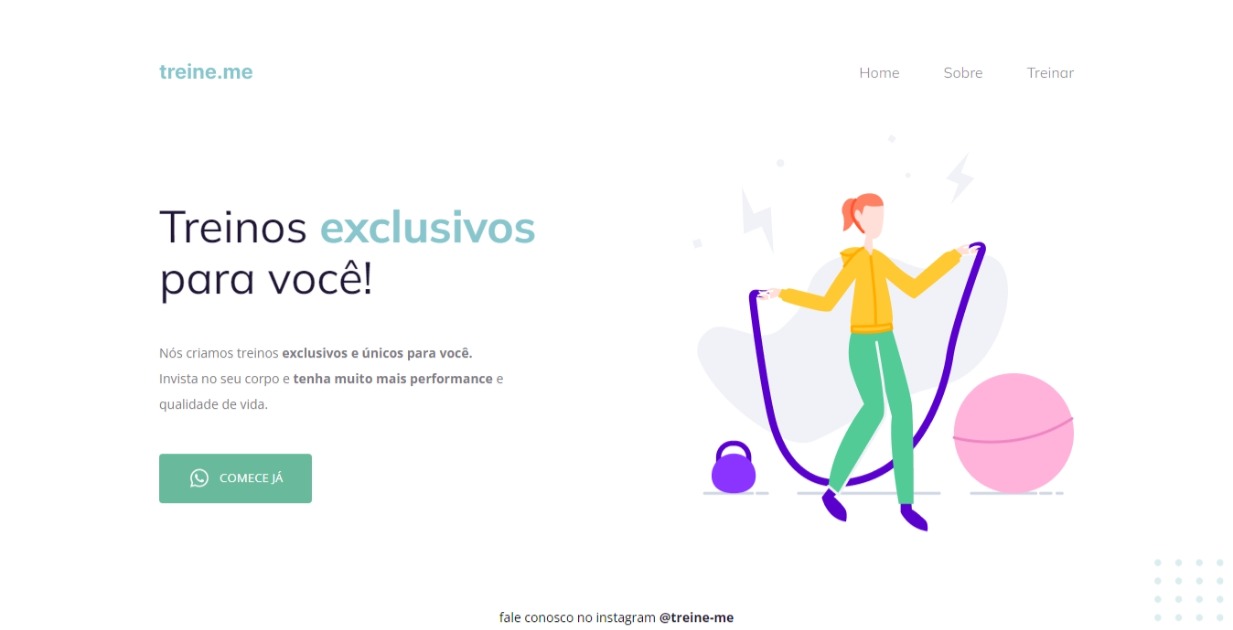 treine.me
Home Sobre Treinar
Treinos exclusivos
para você!
Nós criamos treinos exclusivos e únicos para você.
Invista no seu corpo e tenha muito mais performance e
qualidade de vida.
COMECE JÁ
fale conosco no instagram @treine-me